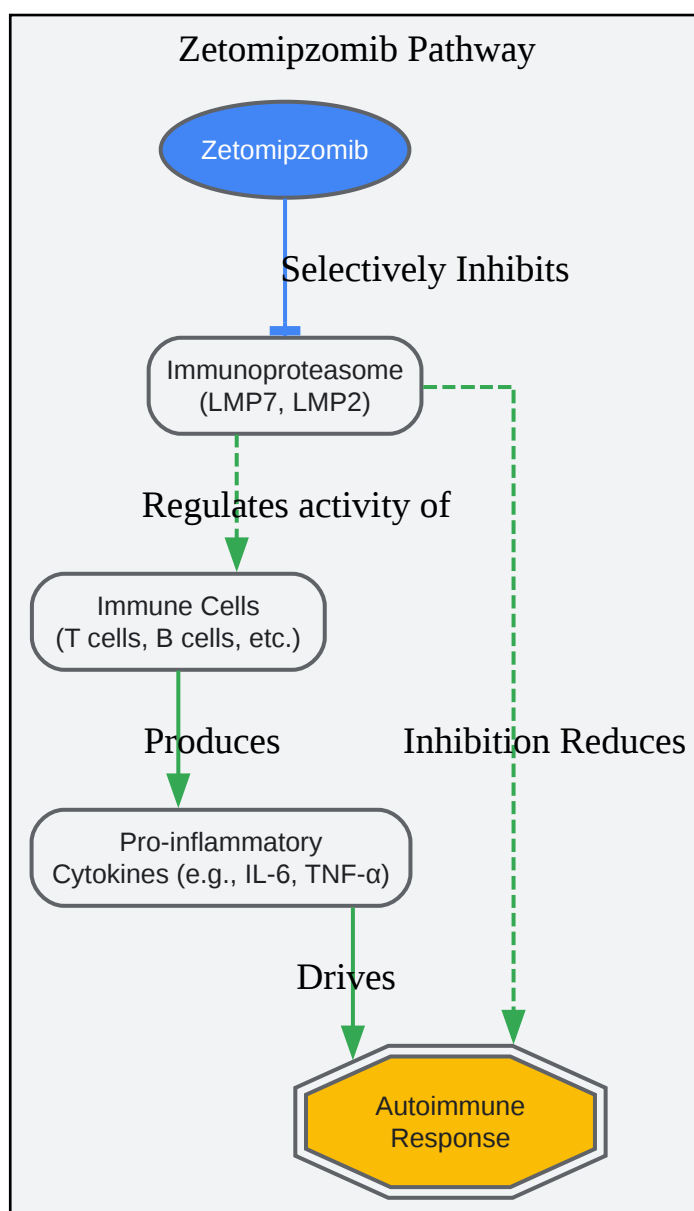 Zetomipzomib Pathway
Zetomipzomib
Selectively Inhibits
Immunoproteasome
(LMP7, LMP2)
Regulates activity of
Immune Cells
(T cells, B cells, etc.)
Produces
Inhibition Reduces
Pro-inflammatory
Cytokines (e.g., IL-6, TNF-α)
Drives
Autoimmune
Response